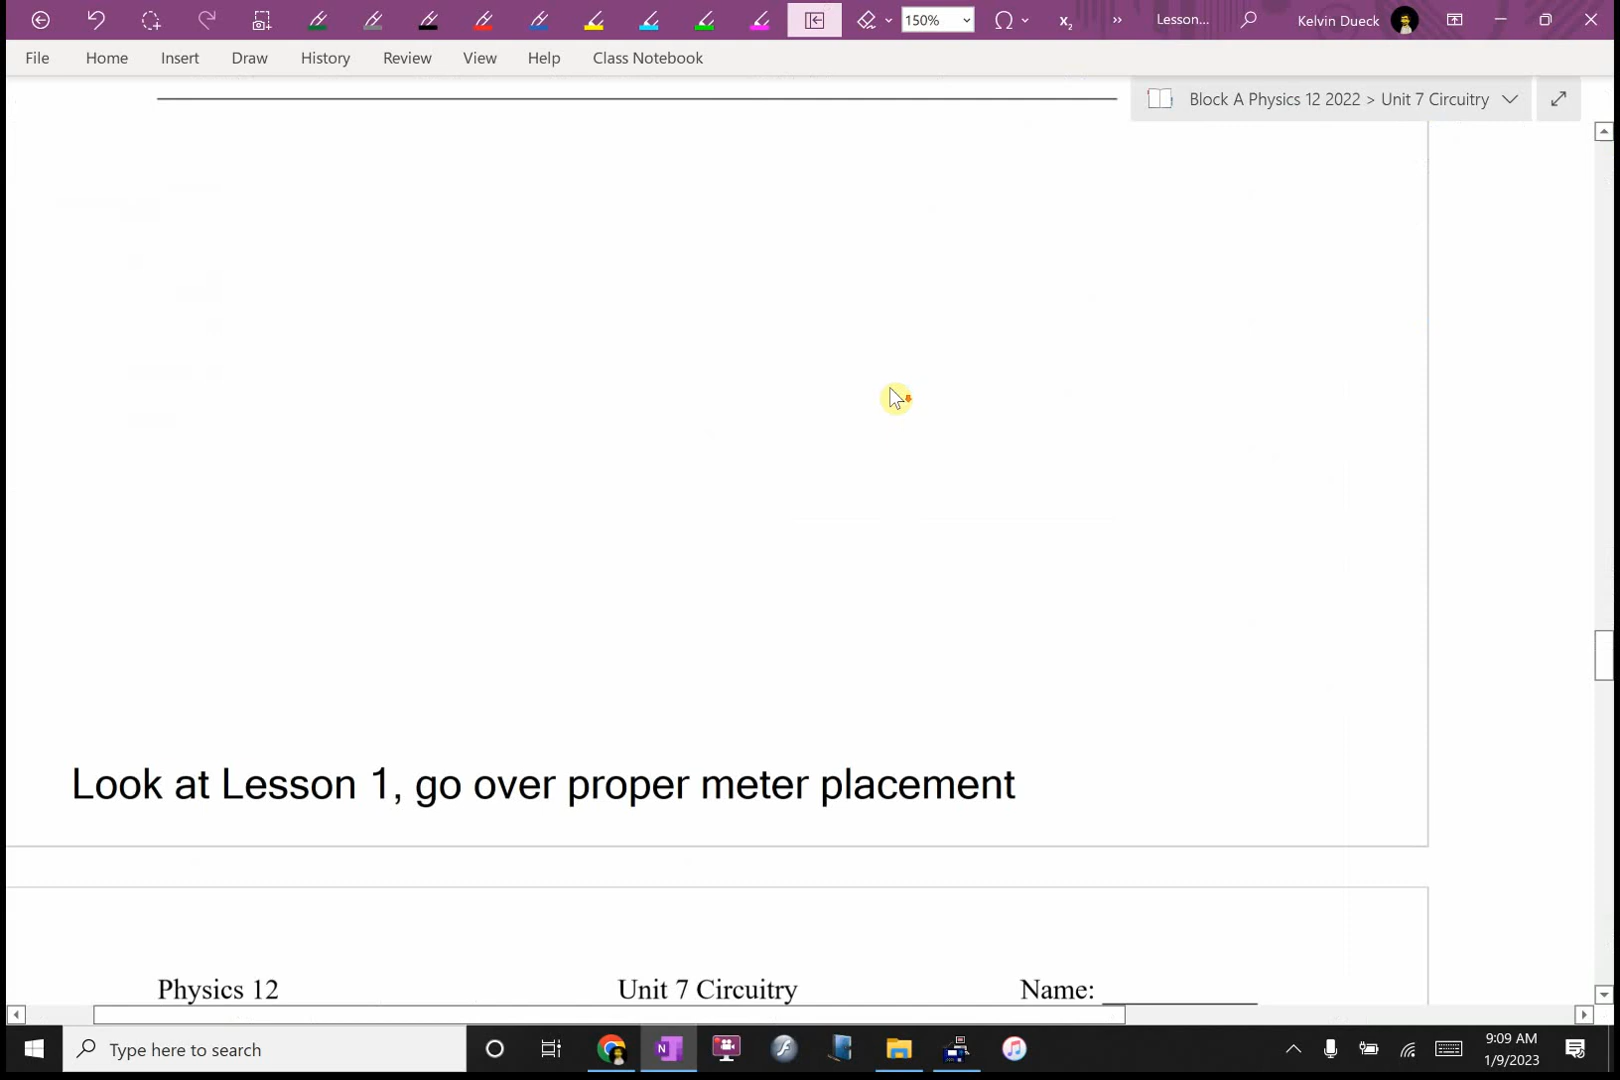 150%
Ω
x₂
››
Lesson...
Kelvin Dueck
File
Home
Insert
Draw
History
Review
View
Help
Class Notebook
Block A Physics 12 2022 > Unit 7 Circuitry
Look at Lesson 1, go over proper meter placement
Physics 12
Unit 7 Circuitry
Name: ___________
Type here to search
N
9:09 AM
1/9/2023